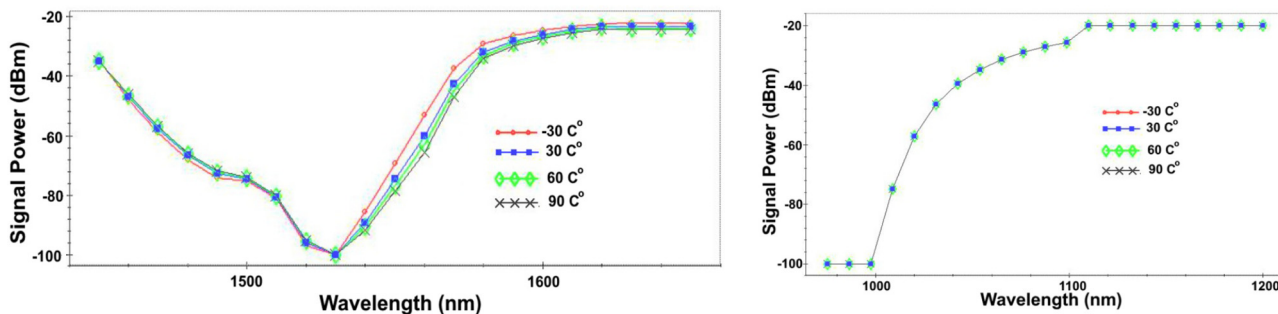 Signal Power (dBm)
-20
-40
-60
-80
-100
1500
1600
Wavelength (nm)
-30 C°
30 C°
60 C°
90 C°
Signal Power (dBm)
-20
-40
-60
-80
-100
1000
1100
1200
Wavelength (nm)
-30 C°
30 C°
60 C°
90 C°